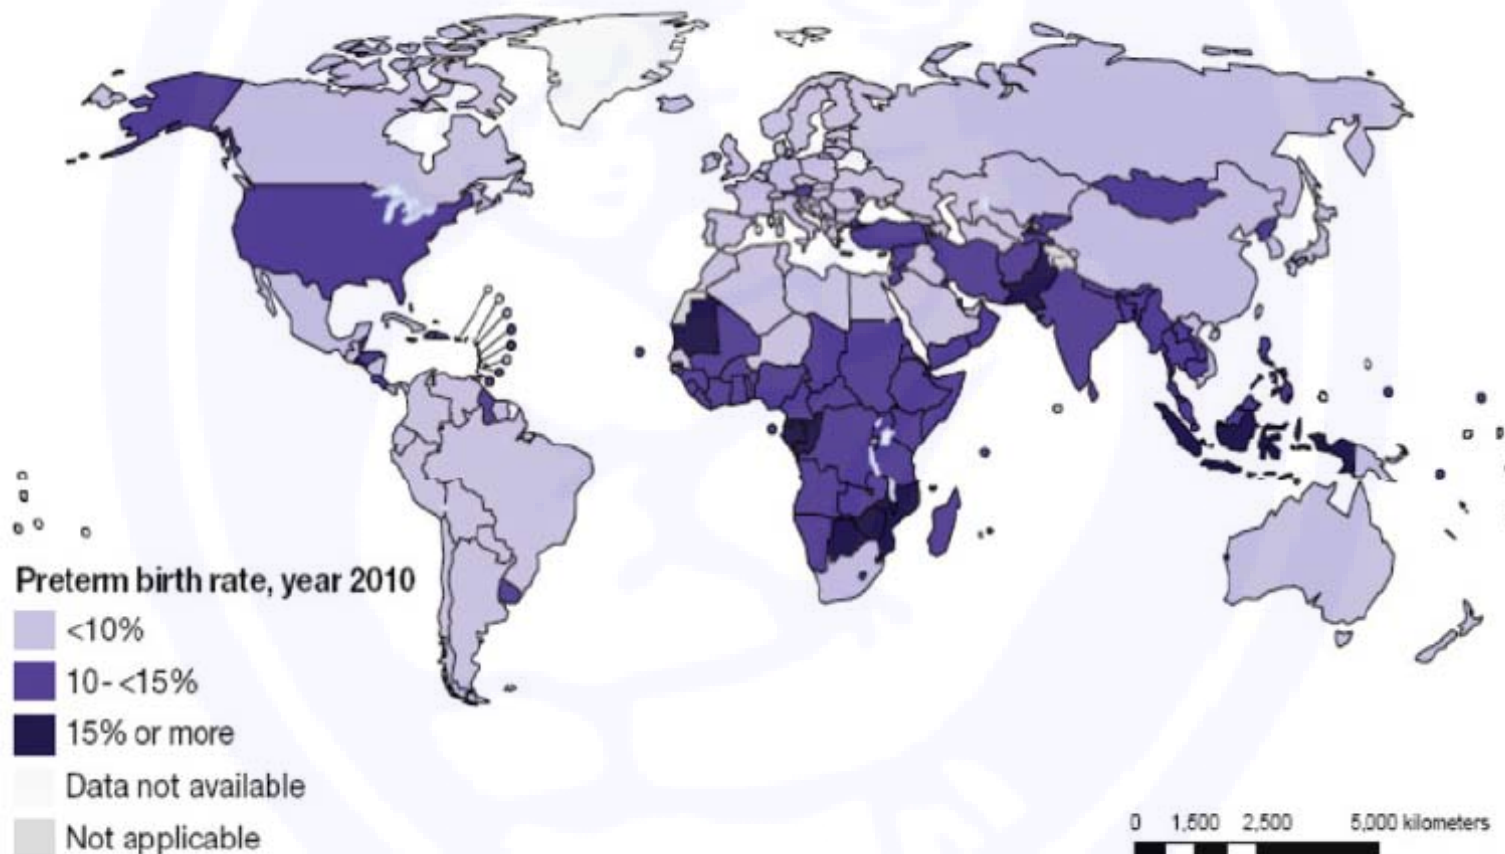 Preterm birth rate, year 2010
<10%
10-<15%
15% or more
Data not available
Not applicable
0 1,500 2,500 5,000 kilometers